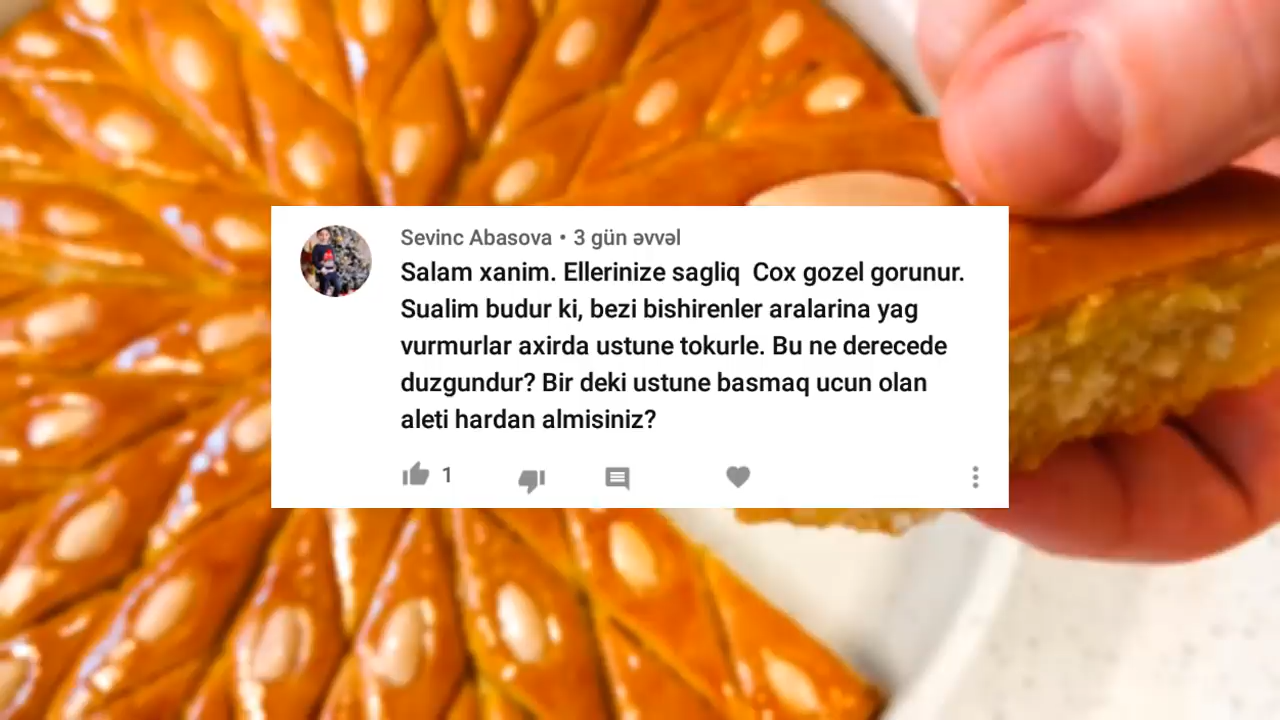 Sevinc Abasova • 3 gün əvvəl
Salam xanim. Ellerinize sagliq  Cox gozel gorunur.
Sualim budur ki, bezi bishirenler aralarina yag
vurmurlar axirda ustune tokurle. Bu ne derecede
duzgundur? Bir deki ustune basmaq ucun olan
aleti hardan almisiniz?
1